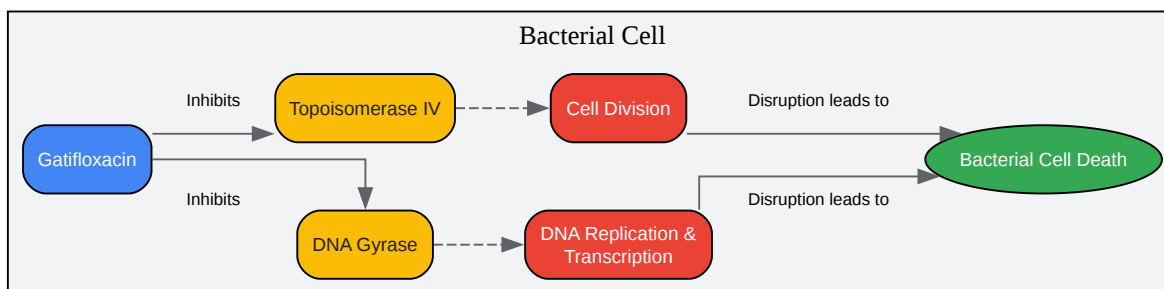 Bacterial Cell
Inhibits
Topoisomerase IV
Cell Division
Disruption leads to
Gatifloxacin
Bacterial Cell Death
Inhibits
DNA Gyrase
DNA Replication &
Transcription
Disruption leads to